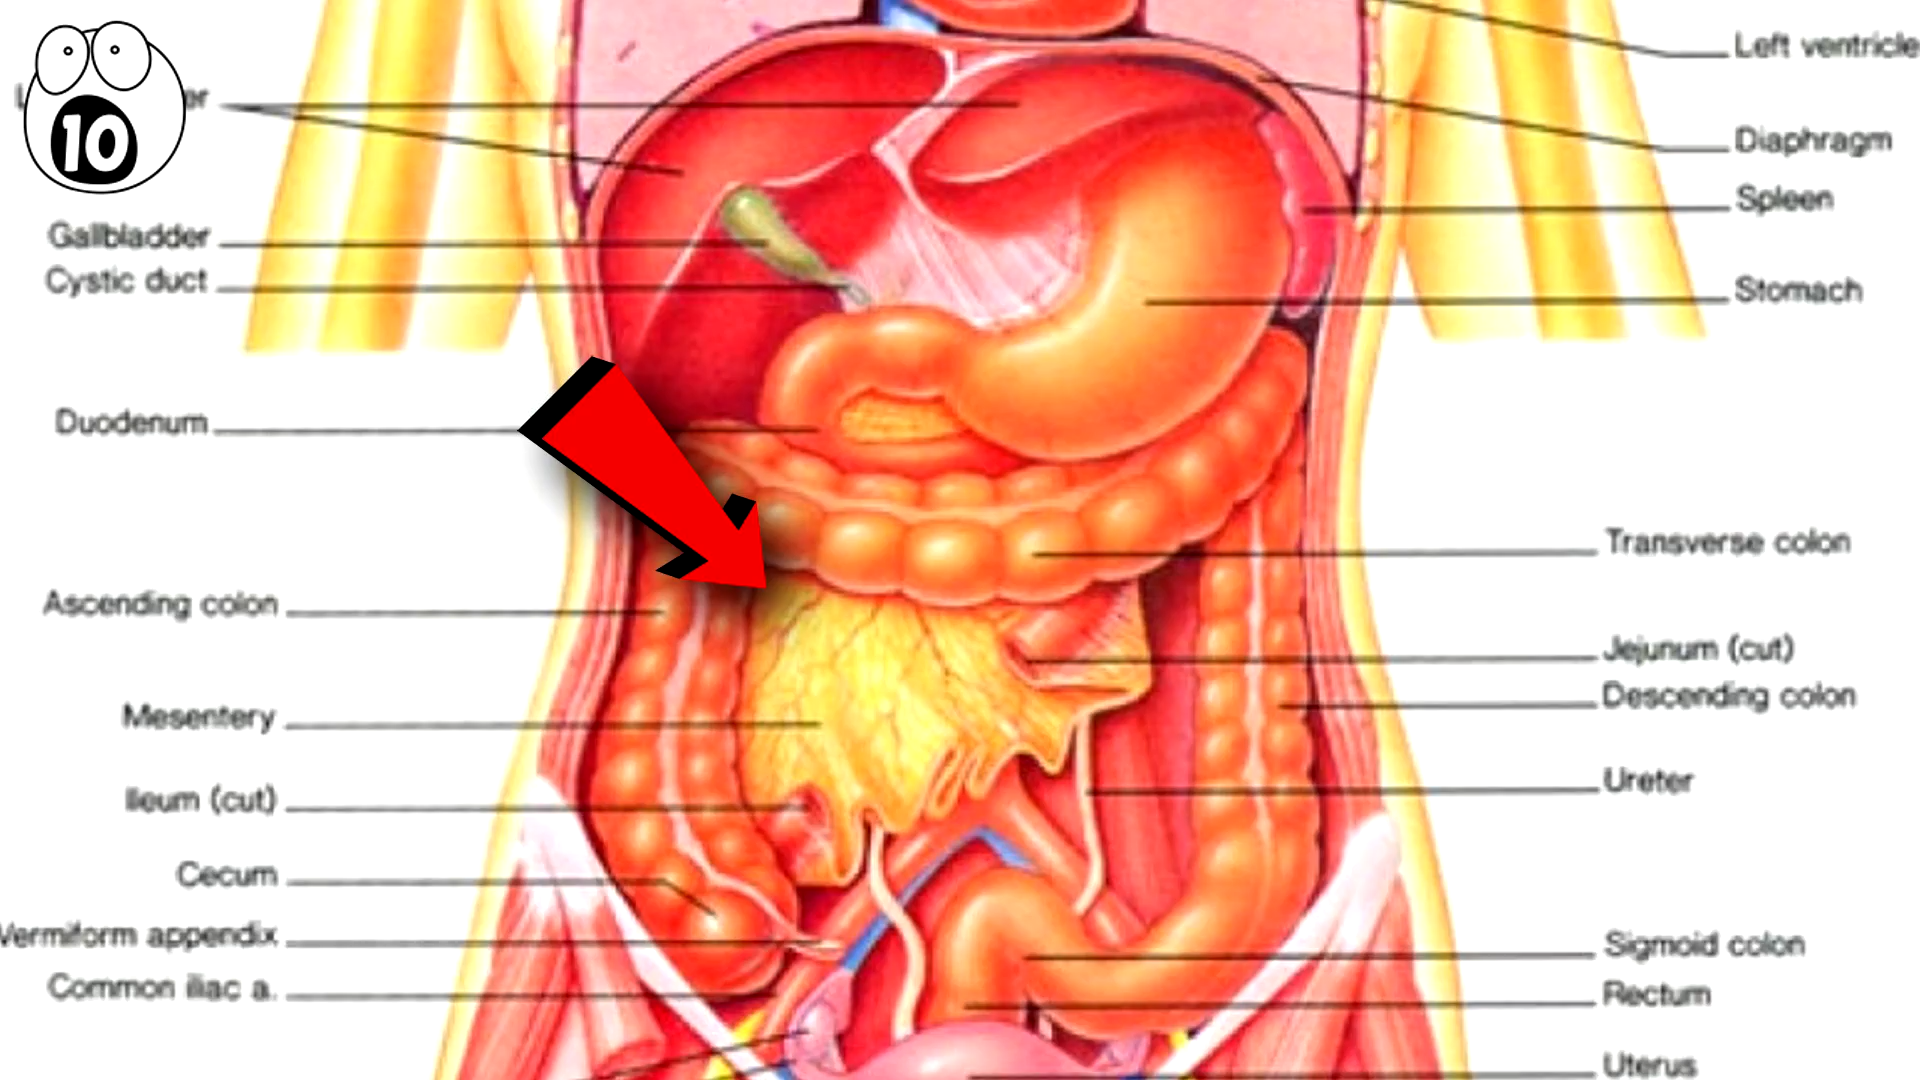 10
Gallbladder
Cystic duct
Duodenum
Ascending colon
Mesentery
Ileum (cut)
Cecum
Vermiform appendix
Common iliac a.
Left ventricle
Diaphragm
Spleen
Stomach
Transverse colon
Jejunum (cut)
Descending colon
Ureter
Sigmoid colon
Rectum
Uterus